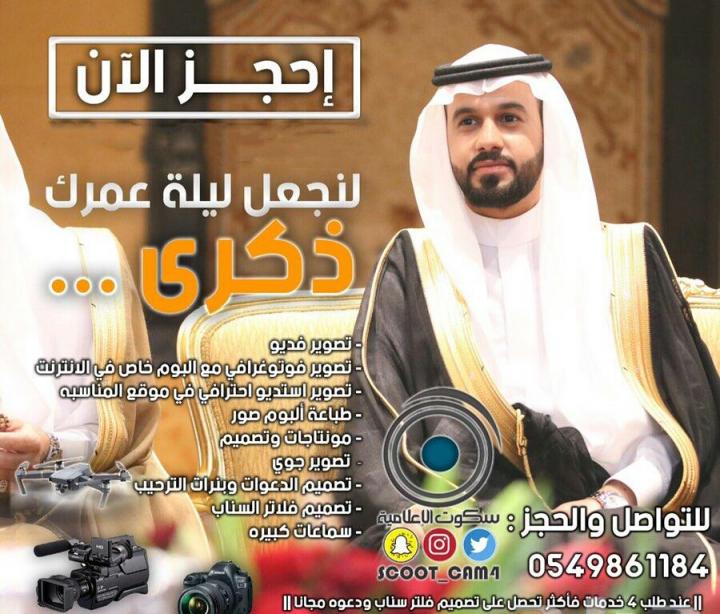 إحجز الآن
لنجعل ليلة عمرك
ذكرى ...
- تصوير فديو
- تصوير فوتوغرافي مع البوم خاص في الانترنت
- تصوير استديو احترافي في موقع المناسبه
- طباعة ألبوم صور
- مونتاجات وتصميم
- تصوير جوي
- تصميم الدعوات وبنرات الترحيب
- تصميم فلاتر السناب
- سماعات كبيره
سكوت الإعلامية
SCOOT_CAM4
للتواصل والحجز :
0549861184
|| عند طلب 4 خدمات فأكثر تحصل على تصميم فلتر سناب ودعوه مجانا ||